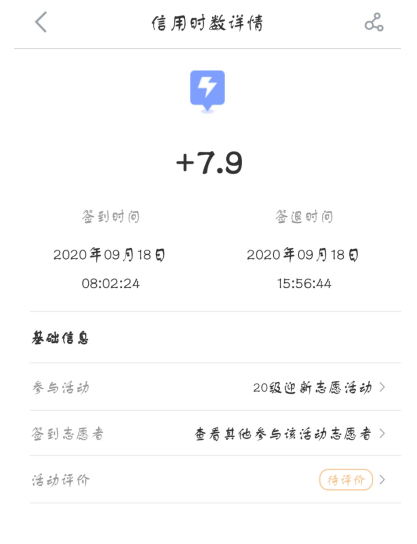 信用时数详情
+7.9
签到时间
签退时间
2020年09月18日
2020年09月18日
08:02:24
15:56:44
基础信息
参与活动
20级迎新志愿活动
签到志愿者
查看其他参与该活动志愿者
活动评价
待评价